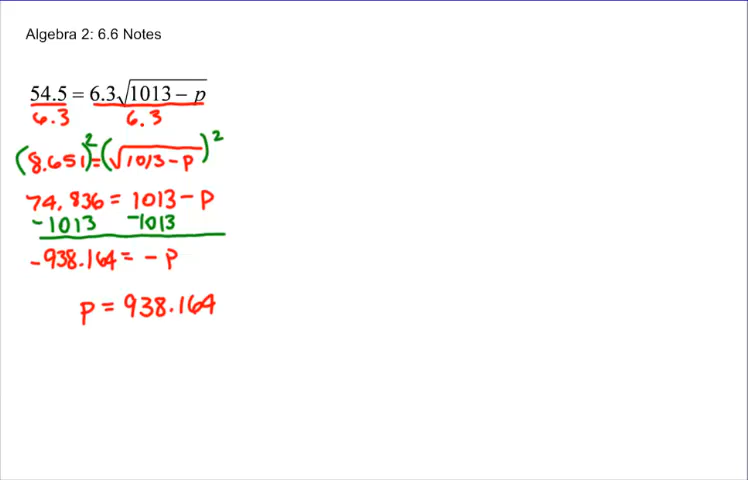 Algebra 2: 6.6 Notes
54.5 = 6.3√1013 − p
6.3 6.3
(8.651)² = (√1013 − p)²
74.836 = 1013 − p
−1013 −1013
−938.164 = − p
p = 938.164